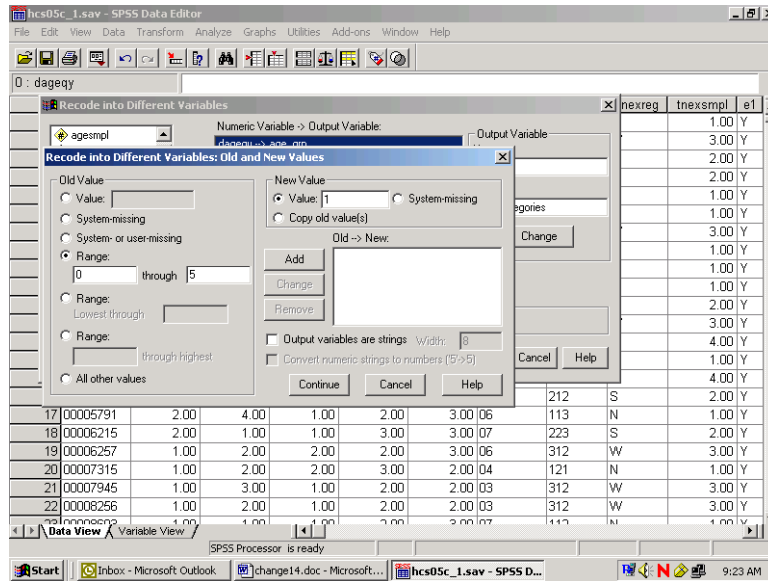 hcs05c_1.sav - SPSS Data Editor
File Edit View Data Transform Analyze Graphs Utilities Add-ons Window Help
0 : dageqy
Recode into Different Variables
nexreg tnexsmpl e1
agesmpl
Numeric Variable -> Output Variable:
Output Variable
dageqy --> age_grp
1.00 Y
3.00 Y
2.00 Y
2.00 Y
1.00 Y
1.00 Y
3.00 Y
1.00 Y
1.00 Y
1.00 Y
2.00 Y
3.00 Y
4.00 Y
1.00 Y
4.00 Y
egories
Change
Cancel Help
Recode into Different Variables: Old and New Values
Old Value
Value:
System-missing
System- or user-missing
Range:
0 through 5
Range:
Lowest through
Range:
through highest
All other values
New Value
Value: 1 System-missing
Copy old value(s)
Old --> New:
Add
Change
Remove
Output variables are strings Width: 8
Convert numeric strings to numbers ('5'->5)
Continue Cancel Help
212 S 2.00 Y
17 00005791 2.00 4.00 1.00 2.00 3.00 06 113 N 1.00 Y
18 00006215 2.00 1.00 1.00 3.00 3.00 07 223 S 2.00 Y
19 00006257 1.00 2.00 2.00 3.00 06 312 W 3.00 Y
20 00007315 1.00 2.00 2.00 3.00 2.00 04 121 N 1.00 Y
21 00007945 1.00 3.00 1.00 2.00 2.00 03 312 W 3.00 Y
22 00008256 1.00 2.00 1.00 2.00 2.00 03 312 W 3.00 Y
Data View Variable View
SPSS Processor is ready
Start Inbox - Microsoft Outlook change14.doc - Microsoft... hcs05c_1.sav - SPSS D... 9:23 AM